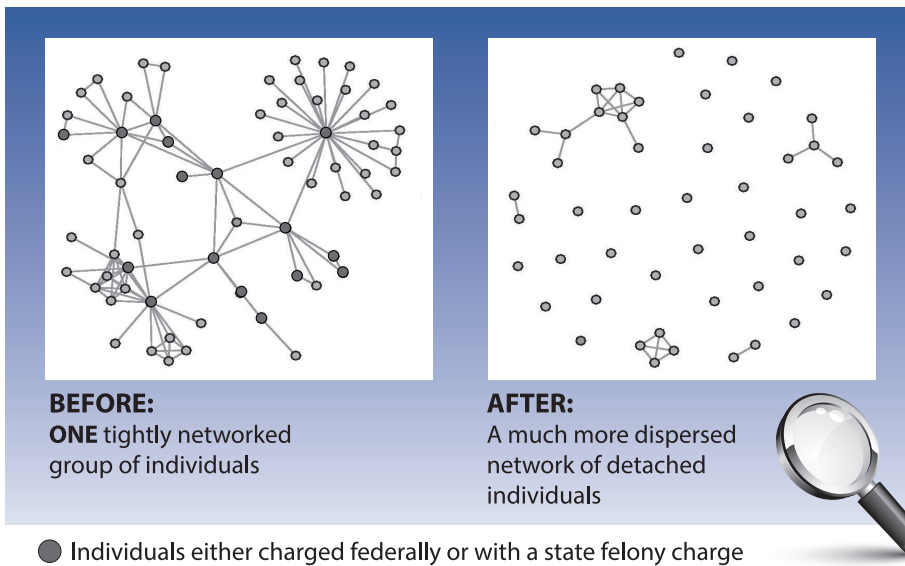 BEFORE:
ONE tightly networked
group of individuals
AFTER:
A much more dispersed
network of detached
individuals
Individuals either charged federally or with a state felony charge